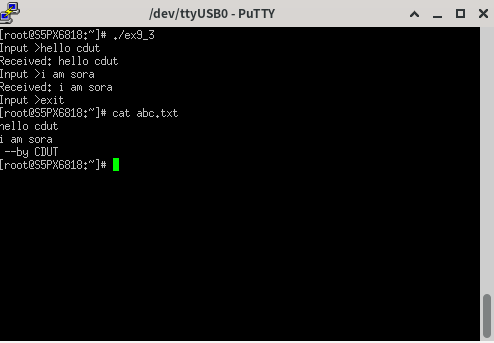 /dev/ttyUSB0 - PuTTY
[root@S5PX6818:~]# ./ex9_3
Input >hello cdut
Received: hello cdut
Input >i am sora
Received: i am sora
Input >exit
[root@S5PX6818:~]# cat abc.txt
hello cdut
i am sora
 --by CDUT
[root@S5PX6818:~]#